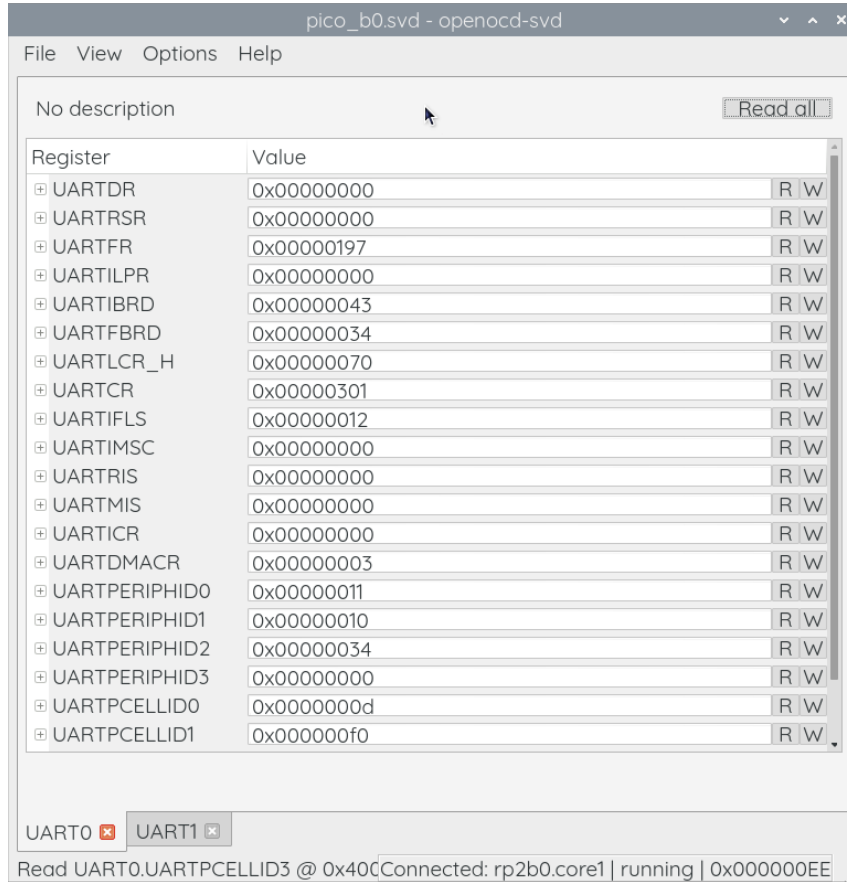 pico_b0.svd - openocd-svd
File View Options Help
No description Read all
Register Value
UARTDR 0x00000000 R W
UARTRSR 0x00000000 R W
UARTFR 0x00000197 R W
UARTILPR 0x00000000 R W
UARTIBRD 0x00000043 R W
UARTFBRD 0x00000034 R W
UARTLCR_H 0x00000070 R W
UARTCR 0x00000301 R W
UARTIFLS 0x00000012 R W
UARTIMSC 0x00000000 R W
UARTRIS 0x00000000 R W
UARTMIS 0x00000000 R W
UARTICR 0x00000000 R W
UARTDMACR 0x00000003 R W
UARTPERIPHID0 0x00000011 R W
UARTPERIPHID1 0x00000010 R W
UARTPERIPHID2 0x00000034 R W
UARTPERIPHID3 0x00000000 R W
UARTPCELLID0 0x0000000d R W
UARTPCELLID1 0x000000f0 R W
UART0 UART1
Read UART0.UARTPCELLID3 @ 0x400 Connected: rp2b0.core1 | running | 0x000000EE